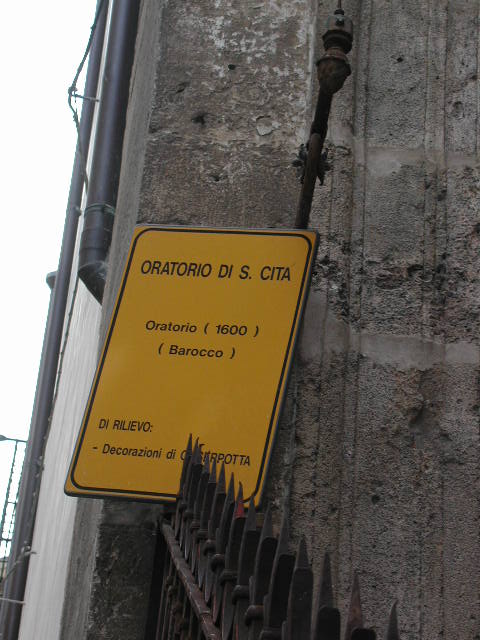 ORATORIO DI S. CITA
Oratorio ( 1600 )
( Barocco )
DI RILIEVO:
- Decorazioni di